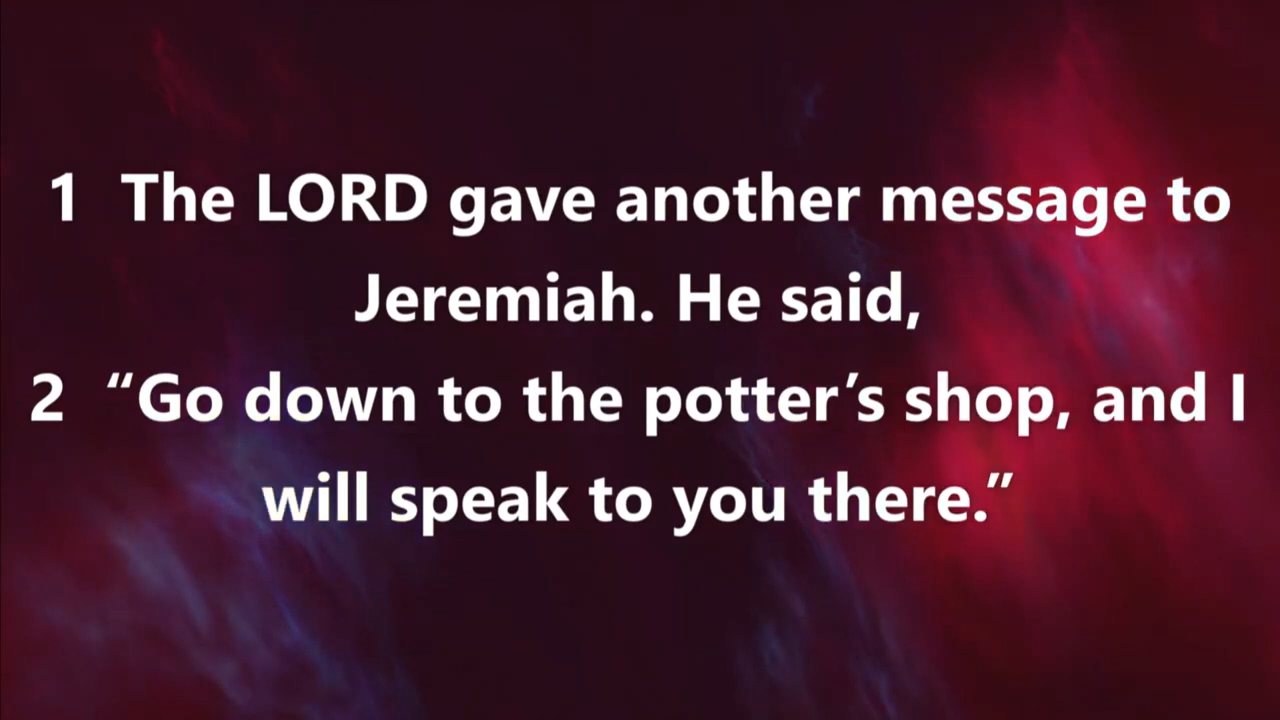 1 The LORD gave another message to
Jeremiah. He said,
2 “Go down to the potter’s shop, and I
will speak to you there.”